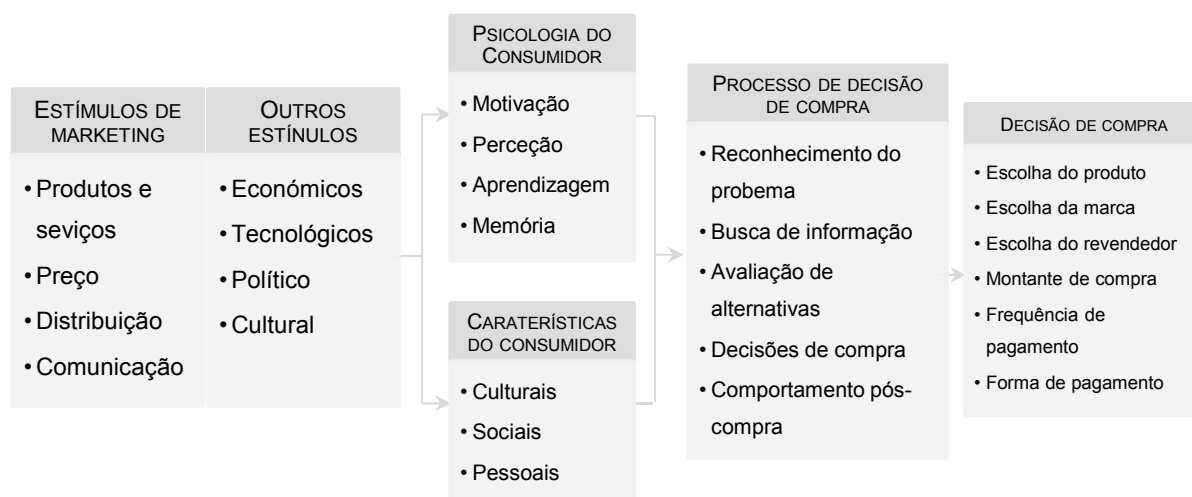 ESTÍMULOS DE
MARKETING
• Produtos e
seviços
• Preço
• Distribuição
• Comunicação
OUTROS
ESTÍNULOS
• Económicos
• Tecnológicos
• Político
• Cultural
PSICOLOGIA DO
CONSUMIDOR
• Motivação
• Perceção
• Aprendizagem
• Memória
CARATERÍSTICAS
DO CONSUMIDOR
• Culturais
• Sociais
• Pessoais
PROCESSO DE DECISÃO
DE COMPRA
• Reconhecimento do
probema
• Busca de informação
• Avaliação de
alternativas
• Decisões de compra
• Comportamento pós-
compra
DECISÃO DE COMPRA
• Escolha do produto
• Escolha da marca
• Escolha do revendedor
• Montante de compra
• Frequência de
pagamento
• Forma de pagamento